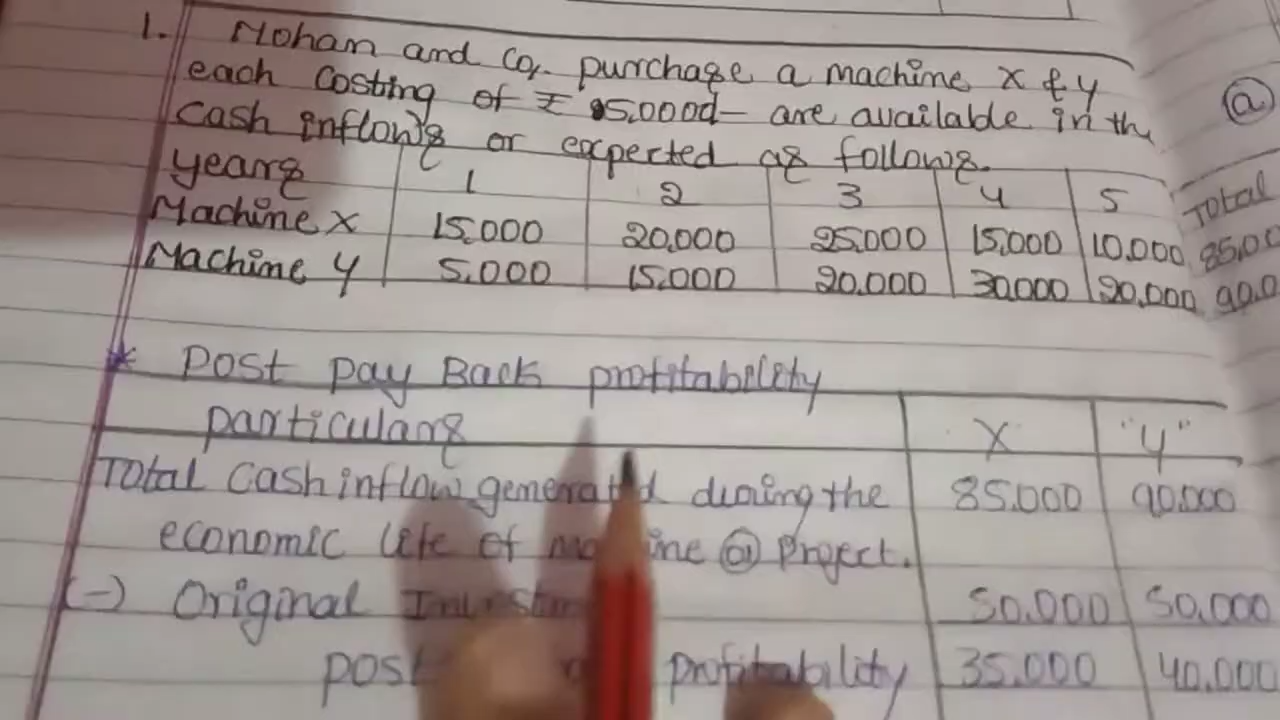 1. Mohan and Co. purchase a machine X & Y
each costing of ₹ 50000/- are available in the
cash inflows or expected as follows.
years 1 2 3 4 5 Total
Machine X 15,000 20,000 25,000 15,000 10,000 85,00
Machine Y 5,000 15,000 20,000 30,000 20,000 90,0
(a)
* Post Pay Back profitability
particulars X "Y"
Total Cash inflow generated during the 85,000 90,000
economic life of machine @ Project.
(-) Original 50,000 50,000
post profitability 35,000 40,000